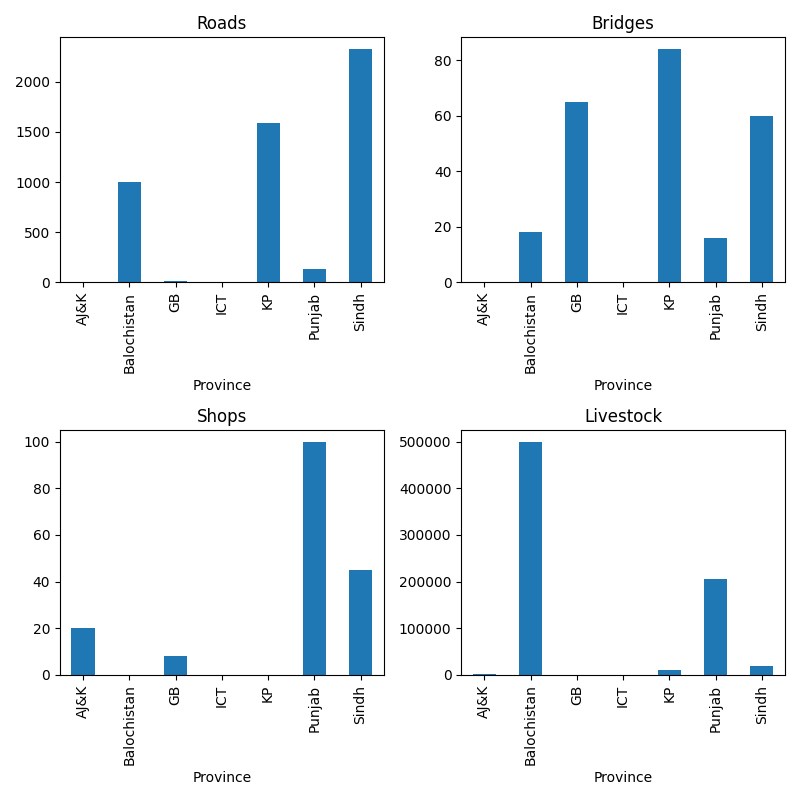 Roads
2000
1500
1000
500
0
AJ&K
Balochistan
GB
ICT
KP
Punjab
Sindh
Province
Bridges
80
60
40
20
0
AJ&K
Balochistan
GB
ICT
KP
Punjab
Sindh
Province
Shops
100
80
60
40
20
0
AJ&K
Balochistan
GB
ICT
KP
Punjab
Sindh
Province
Livestock
500000
400000
300000
200000
100000
0
AJ&K
Balochistan
GB
ICT
KP
Punjab
Sindh
Province